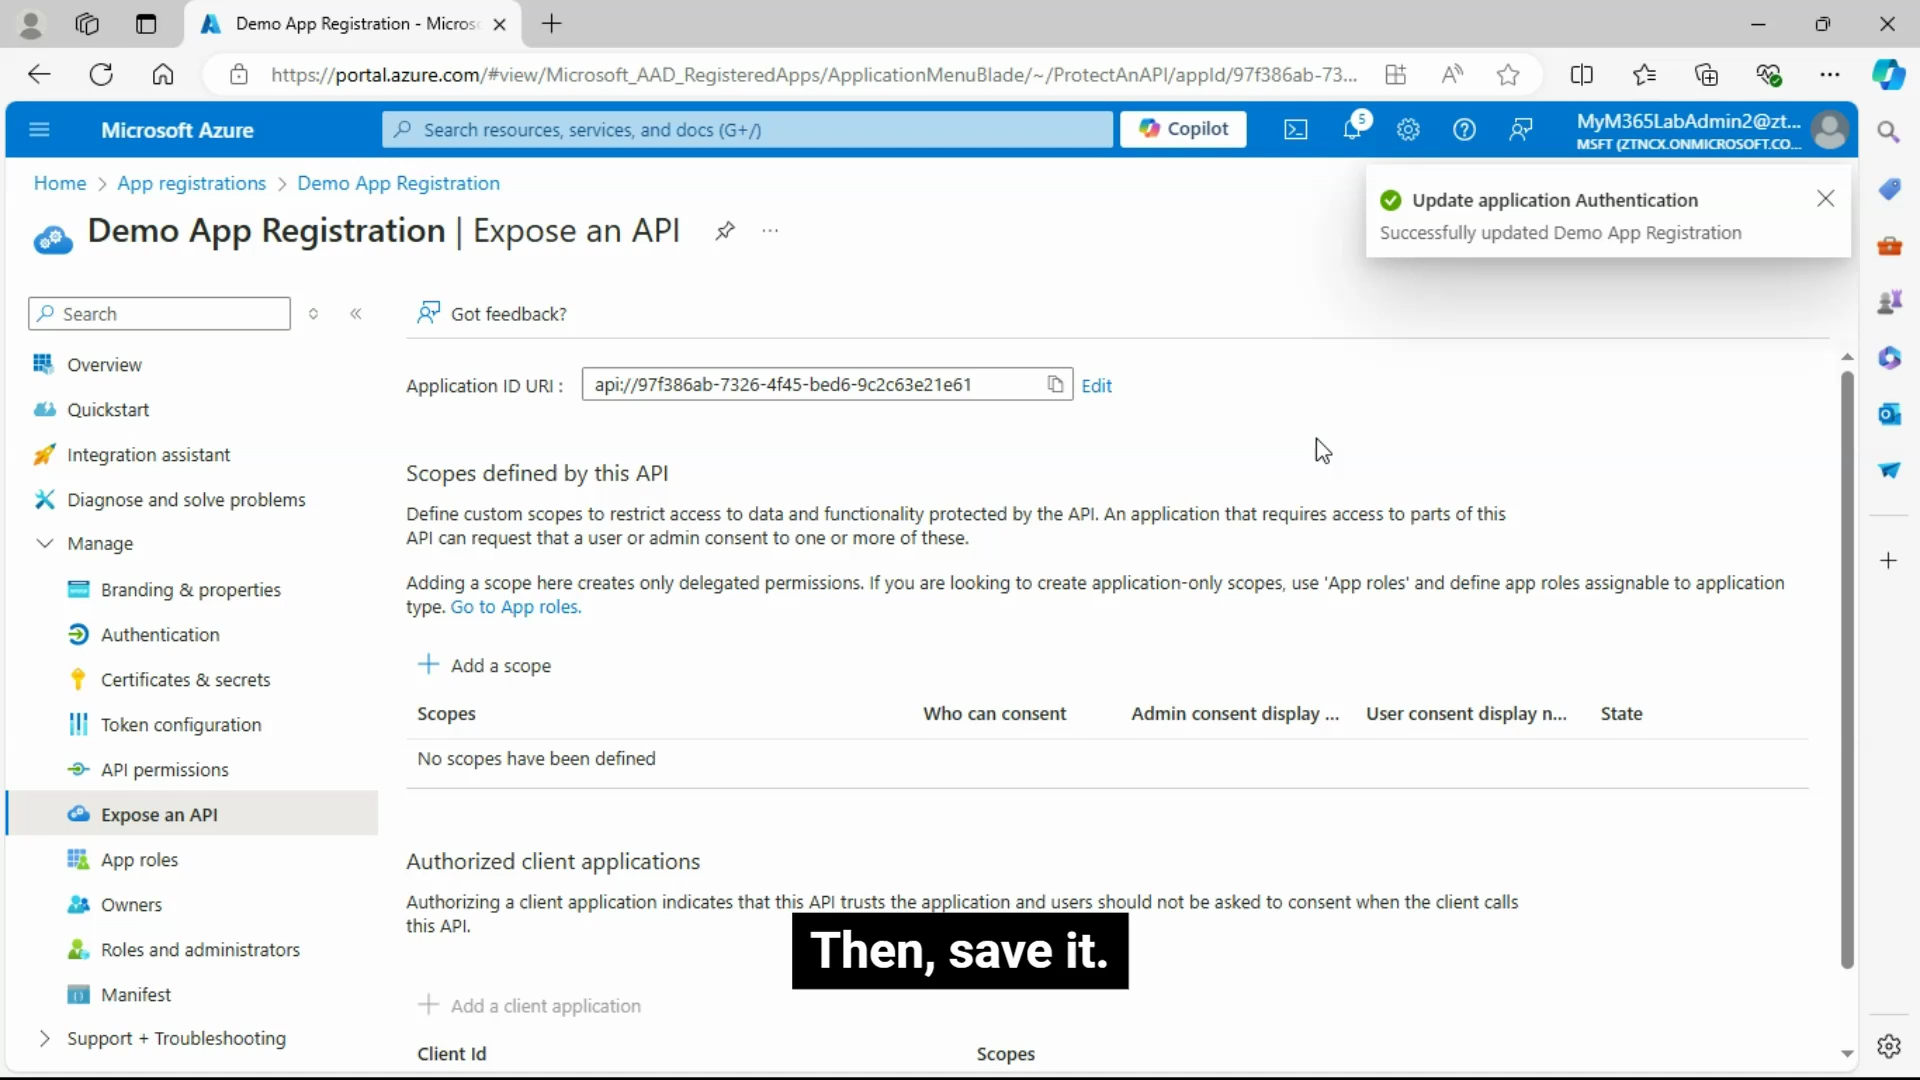 Demo App Registration - Micros
https://portal.azure.com/#view/Microsoft_AAD_RegisteredApps/ApplicationMenuBlade/~/ProtectAnAPI/appId/97f386ab-73...
Microsoft Azure
Search resources, services, and docs (G+/)
Copilot
5
MyM365LabAdmin2@zt...
MSFT (ZTNCX.ONMICROSOFT.CO...
Home > App registrations > Demo App Registration
Demo App Registration | Expose an API
...
Update application Authentication
Successfully updated Demo App Registration
Search
Got feedback?
Overview
Quickstart
Integration assistant
Diagnose and solve problems
Manage
Branding & properties
Authentication
Certificates & secrets
Token configuration
API permissions
Expose an API
App roles
Owners
Roles and administrators
Manifest
Support + Troubleshooting
Application ID URI :
api://97f386ab-7326-4f45-bed6-9c2c63e21e61
Edit
Scopes defined by this API
Define custom scopes to restrict access to data and functionality protected by the API. An application that requires access to parts of this
API can request that a user or admin consent to one or more of these.
Adding a scope here creates only delegated permissions. If you are looking to create application-only scopes, use 'App roles' and define app roles assignable to application
type. Go to App roles.
Add a scope
Scopes Who can consent Admin consent display ... User consent display n... State
No scopes have been defined
Authorized client applications
Authorizing a client application indicates that this API trusts the application and users should not be asked to consent when the client calls
this API.
Then, save it.
Add a client application
Client Id Scopes